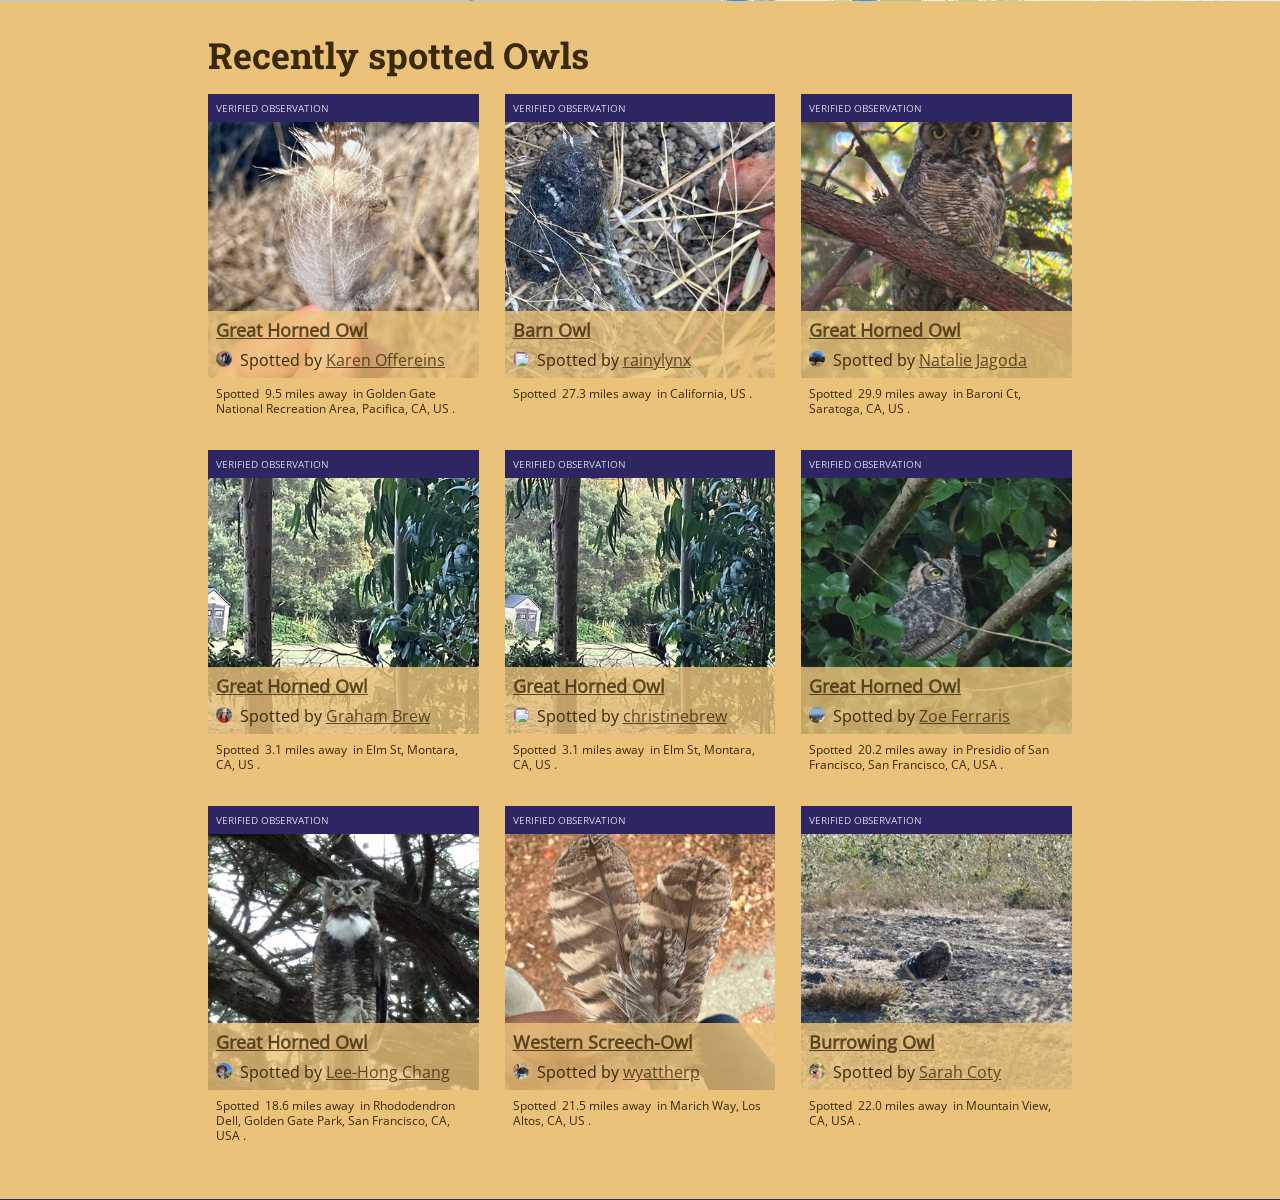 Recently spotted Owls
VERIFIED OBSERVATION
Great Horned Owl
Spotted by Karen Offereins
Spotted 9.5 miles away in Golden Gate
National Recreation Area, Pacifica, CA, US .
VERIFIED OBSERVATION
Barn Owl
Spotted by rainylynx
Spotted 27.3 miles away in California, US .
VERIFIED OBSERVATION
Great Horned Owl
Spotted by Natalie Jagoda
Spotted 29.9 miles away in Baroni Ct,
Saratoga, CA, US .
VERIFIED OBSERVATION
Great Horned Owl
Spotted by Graham Brew
Spotted 3.1 miles away in Elm St, Montara,
CA, US .
VERIFIED OBSERVATION
Great Horned Owl
Spotted by christinebrew
Spotted 3.1 miles away in Elm St, Montara,
CA, US .
VERIFIED OBSERVATION
Great Horned Owl
Spotted by Zoe Ferraris
Spotted 20.2 miles away in Presidio of San
Francisco, San Francisco, CA, USA .
VERIFIED OBSERVATION
Great Horned Owl
Spotted by Lee-Hong Chang
Spotted 18.6 miles away in Rhododendron
Dell, Golden Gate Park, San Francisco, CA,
USA .
VERIFIED OBSERVATION
Western Screech-Owl
Spotted by wyattherp
Spotted 21.5 miles away in Marich Way, Los
Altos, CA, US .
VERIFIED OBSERVATION
Burrowing Owl
Spotted by Sarah Coty
Spotted 22.0 miles away in Mountain View,
CA, USA .